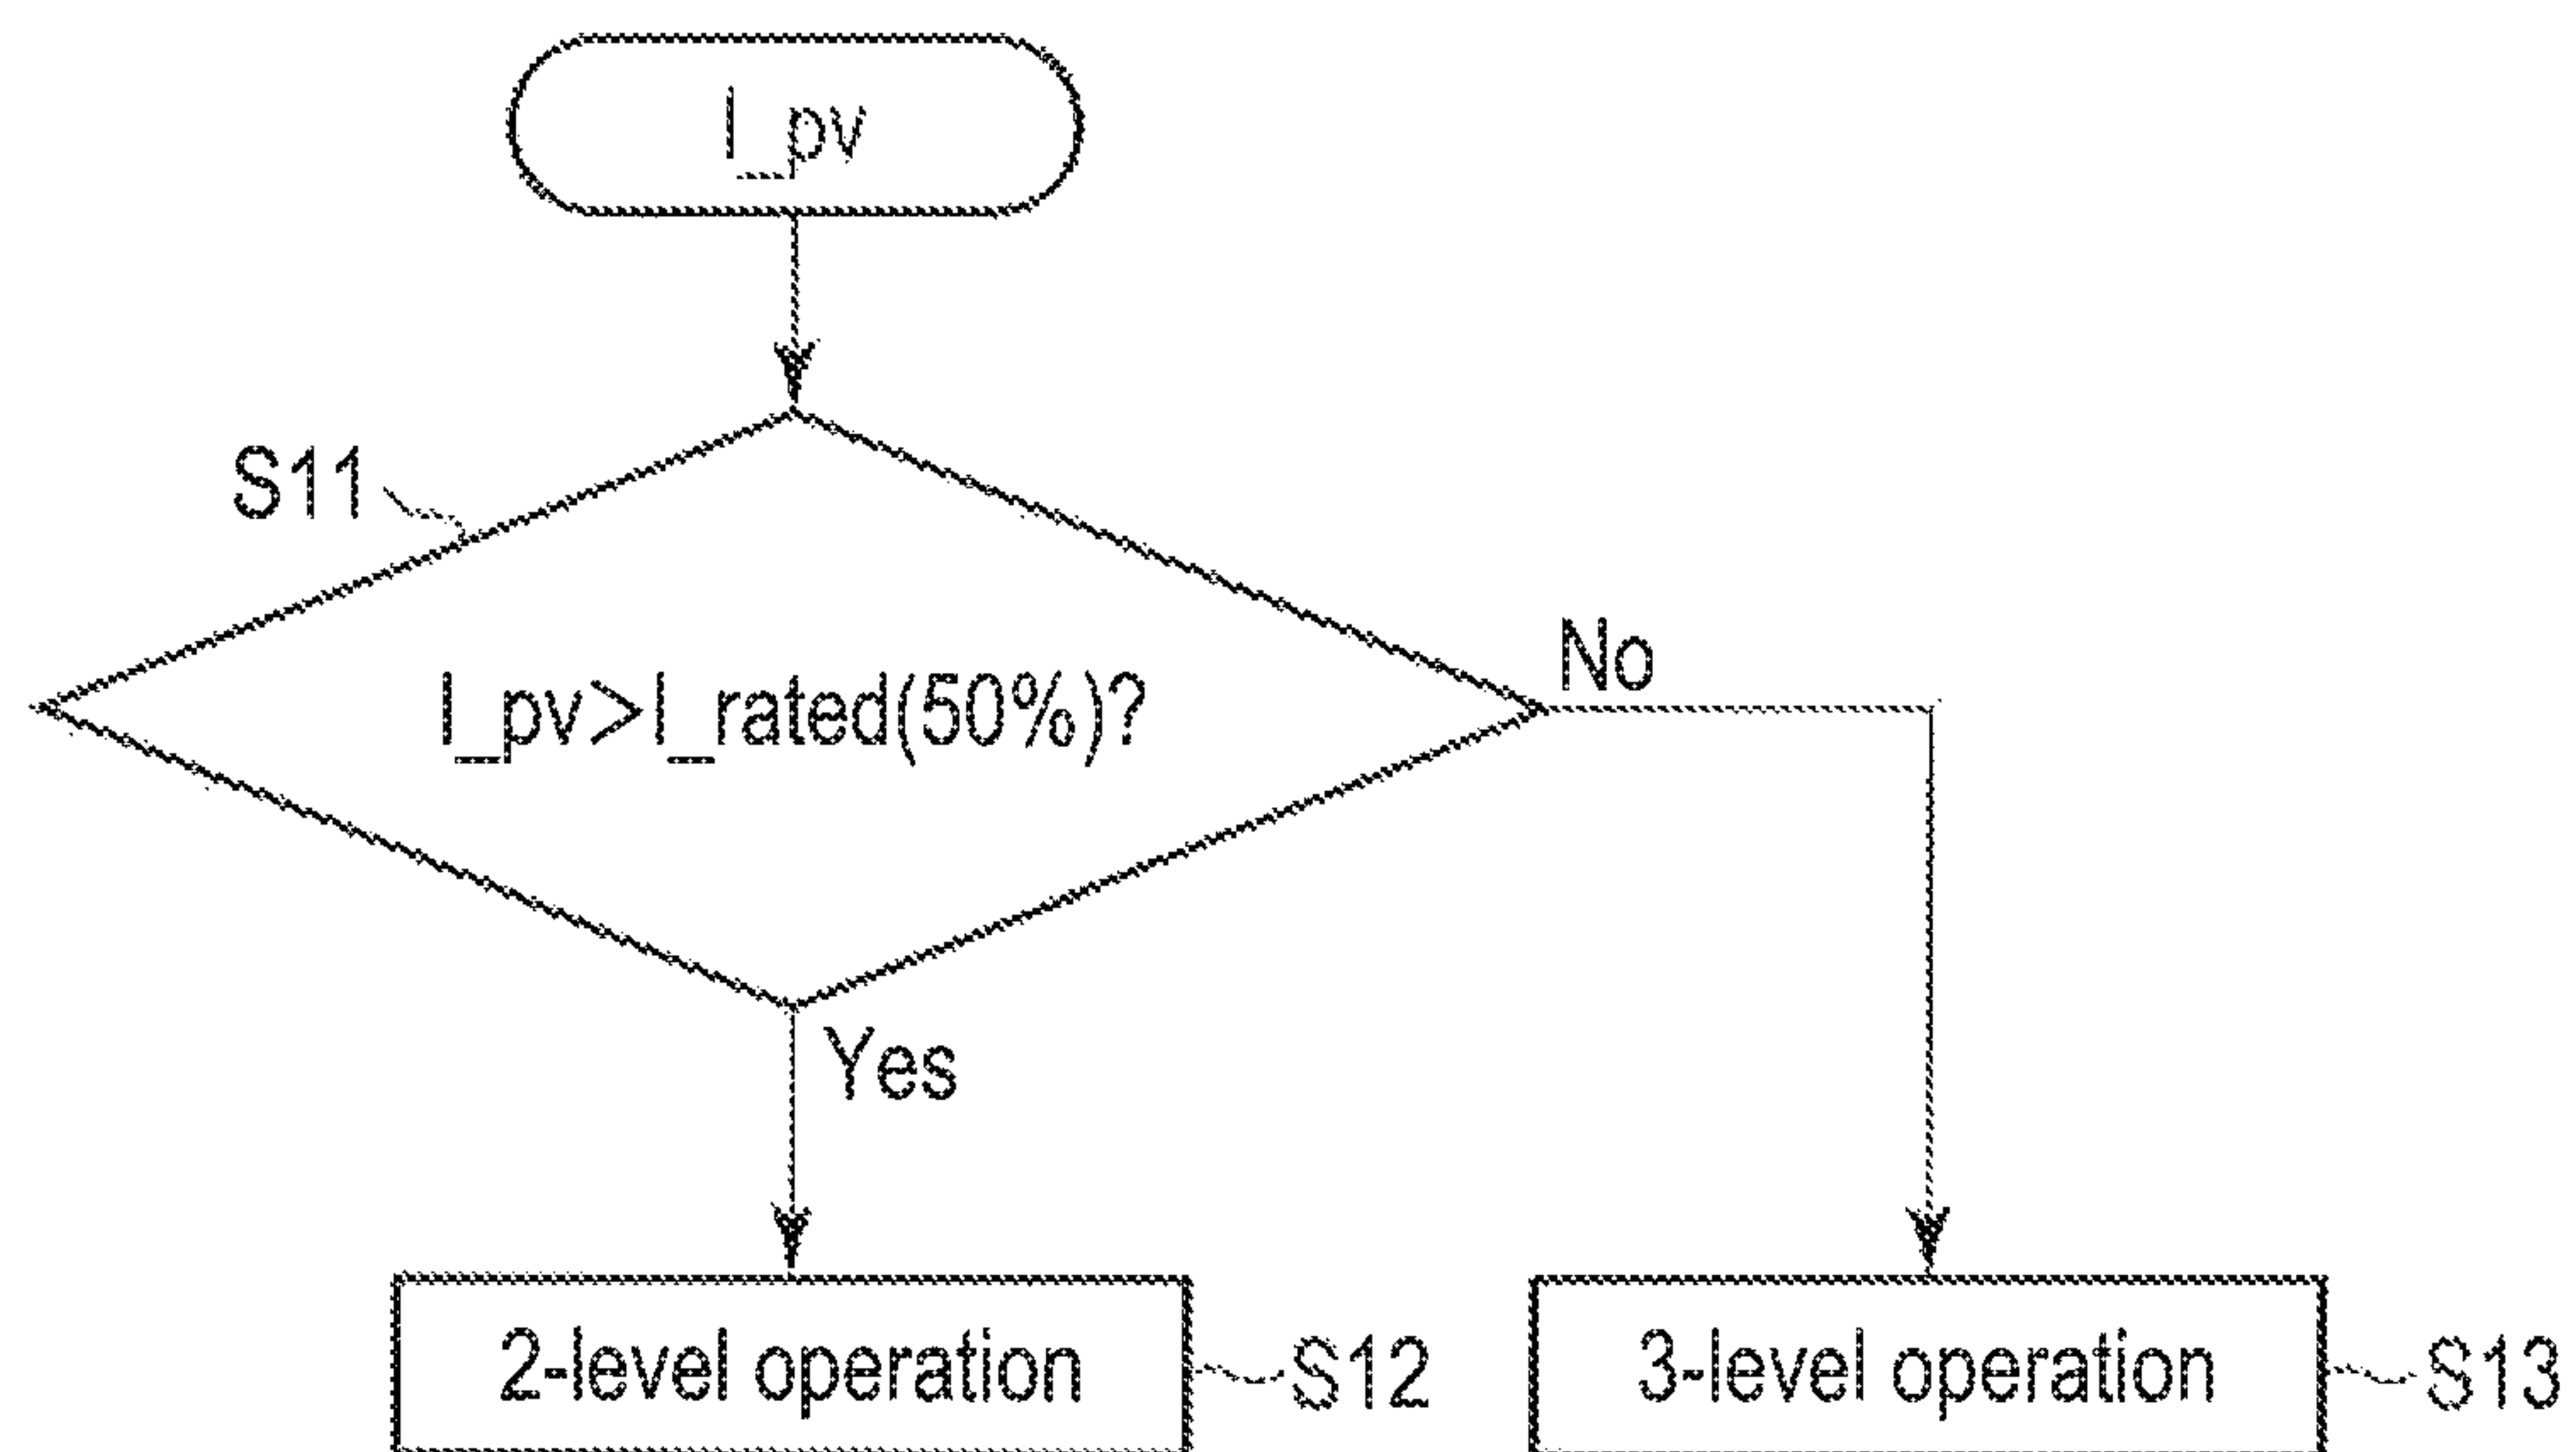 I_pv
S11
I_pv>I_rated(50%)?
No
Yes
2-level operation
S12
3-level operation
S13